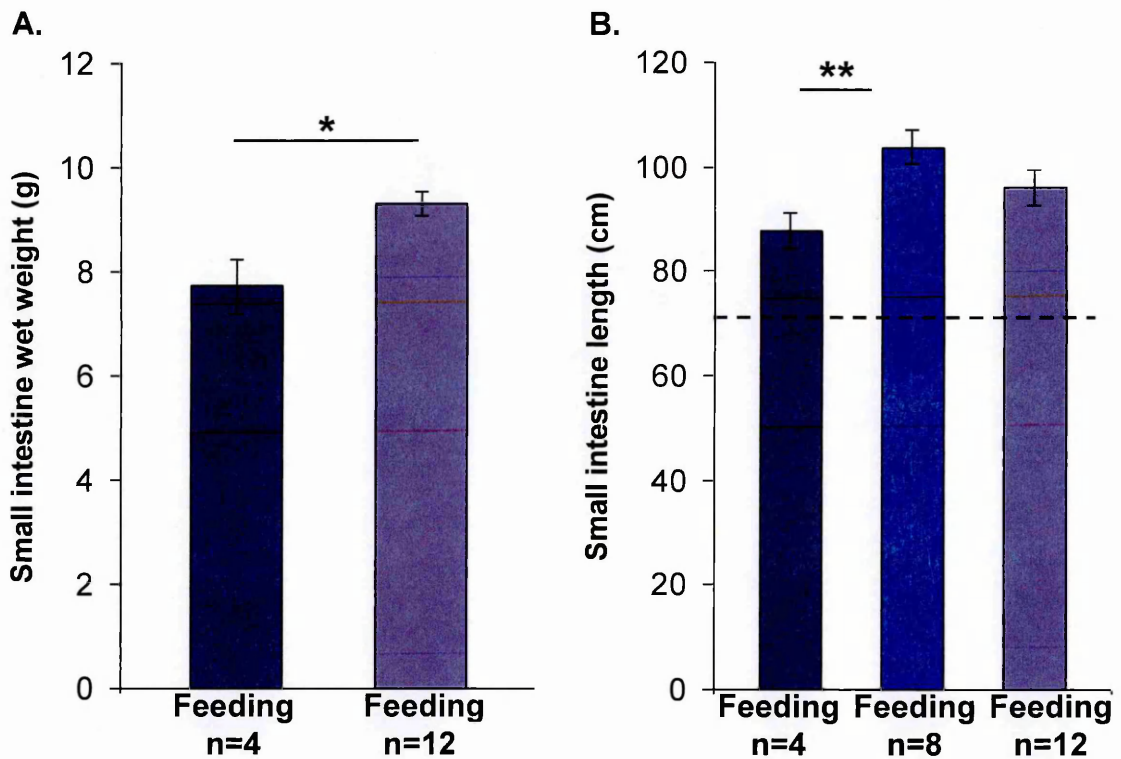 A.
Small intestine wet weight (g)
12
10
8
6
4
2
0
*
Feeding
n=4
Feeding
n=12
B.
Small intestine length (cm)
120
100
80
60
40
20
0
**
Feeding
n=4
Feeding
n=8
Feeding
n=12